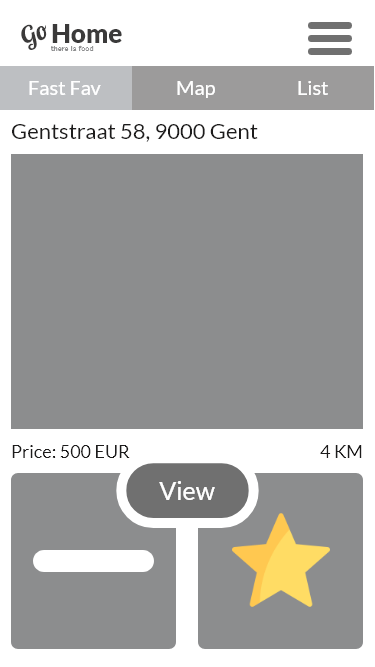 Go Home
there is food
Fast Fav
Map
List
Gentstraat 58, 9000 Gent
Price: 500 EUR
4 KM
View